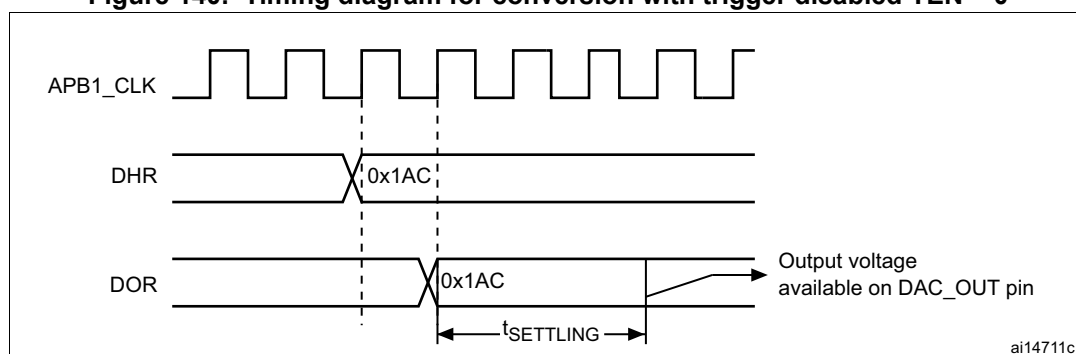 Figure 140. Timing diagram for conversion with trigger disabled TEN = 0
APB1_CLK
DHR
0x1AC
DOR
0x1AC
Output voltage
available on DAC_OUT pin
tSETTLING
ai14711c